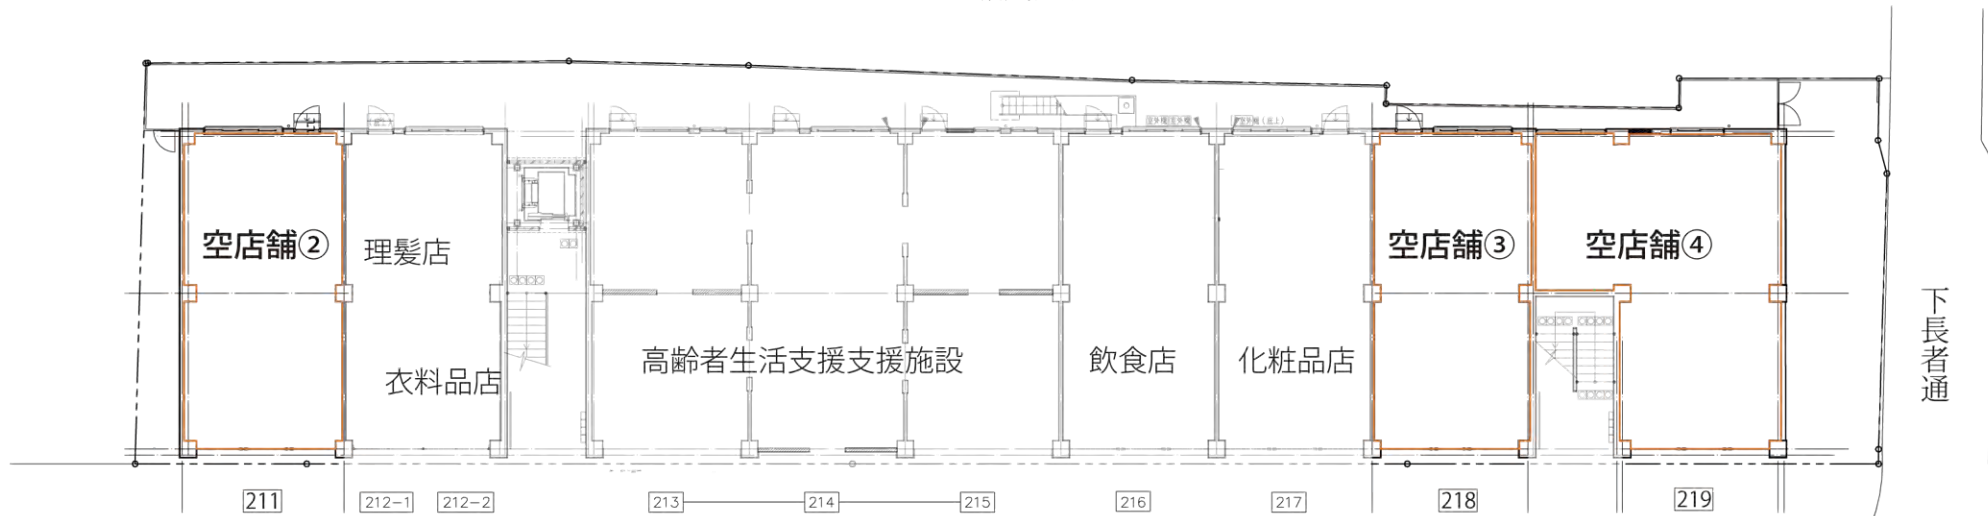 空店舗②
理髪店
空店舗③
空店舗④
高齢者生活支援支援施設
飲食店
化粧品店
衣料品店
下長者通
211
212-1
212-2
213
214
215
216
217
218
219